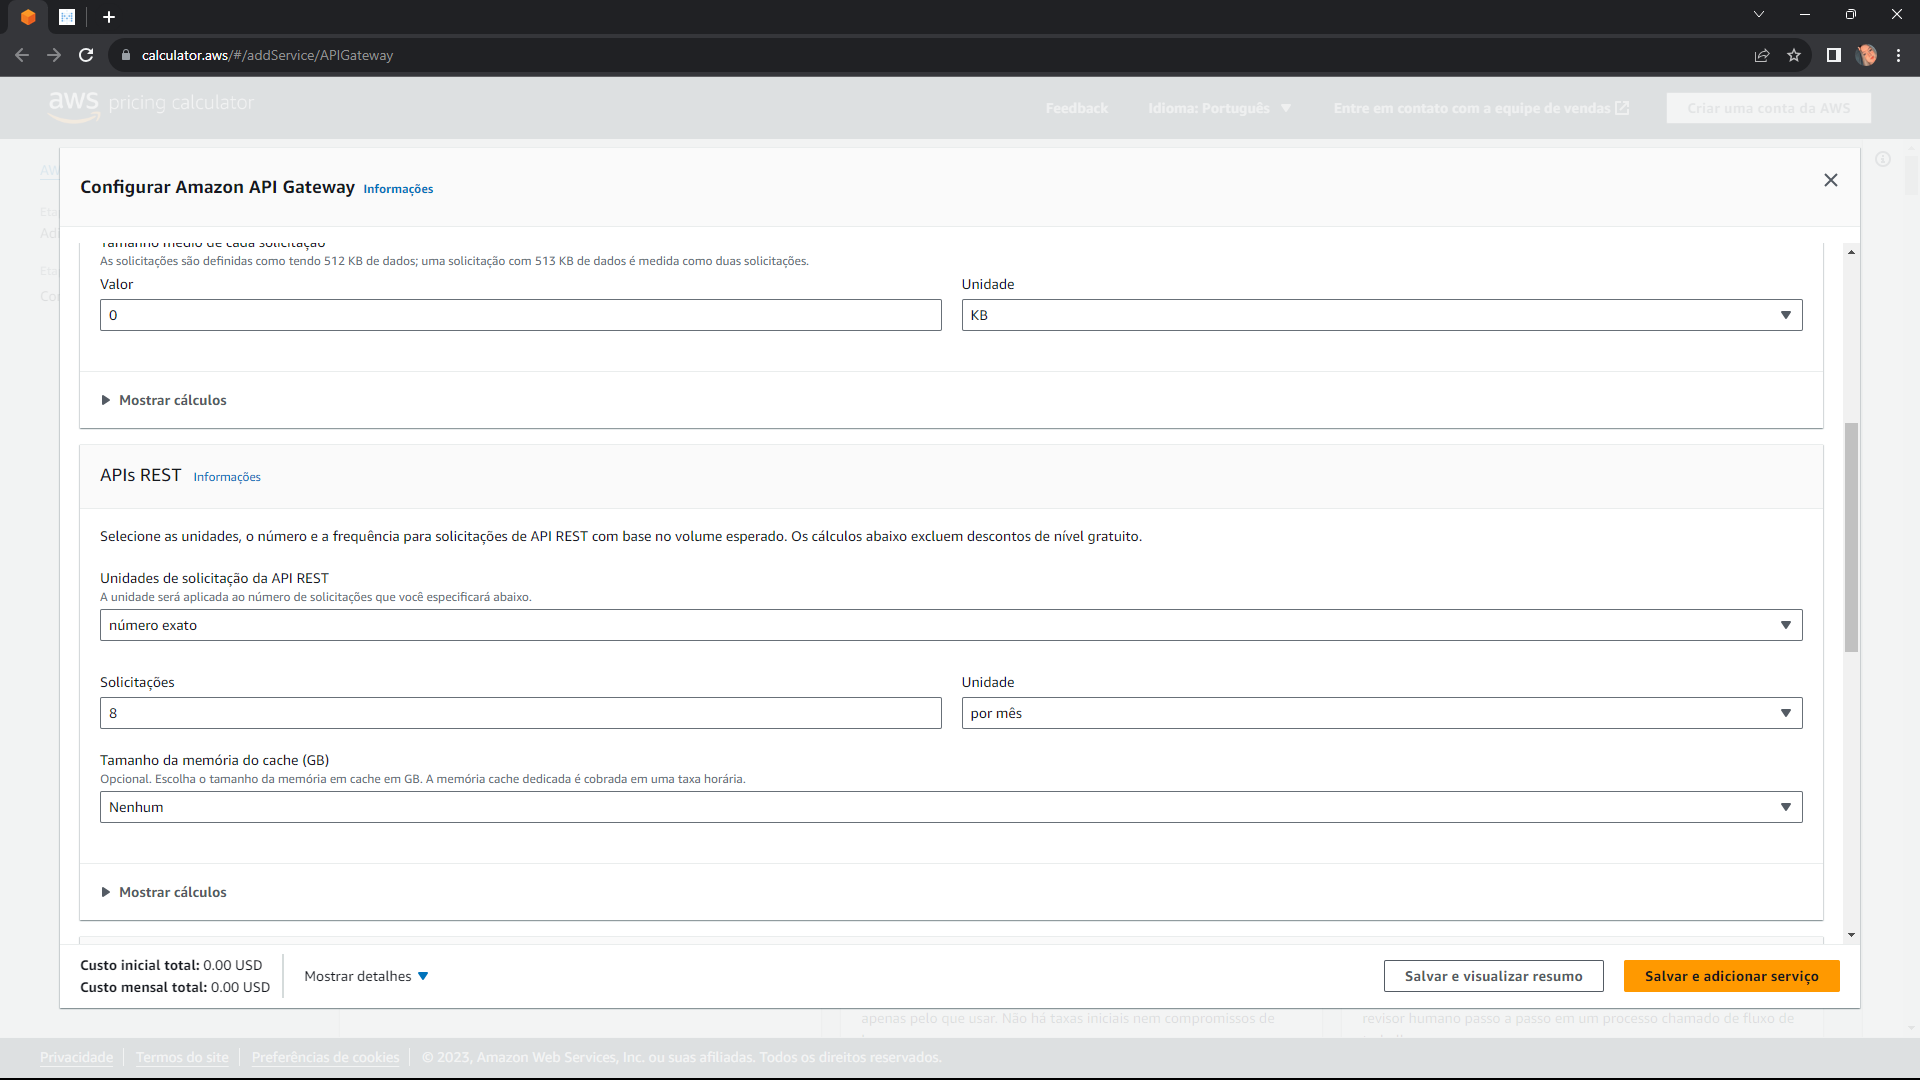 calculator.aws/#/addService/APIGateway
aws pricing calculator
Feedback
Idioma: Português
Entre em contato com a equipe de vendas
Criar uma conta da AWS
Configurar Amazon API Gateway Informações
Tamanho médio de cada solicitação
As solicitações são definidas como tendo 512 KB de dados; uma solicitação com 513 KB de dados é medida como duas solicitações.
Valor
Unidade
0
KB
Mostrar cálculos
APIs REST Informações
Selecione as unidades, o número e a frequência para solicitações de API REST com base no volume esperado. Os cálculos abaixo excluem descontos de nível gratuito.
Unidades de solicitação da API REST
A unidade será aplicada ao número de solicitações que você especificará abaixo.
número exato
Solicitações
Unidade
8
por mês
Tamanho da memória do cache (GB)
Opcional. Escolha o tamanho da memória em cache em GB. A memória cache dedicada é cobrada em uma taxa horária.
Nenhum
Mostrar cálculos
Custo inicial total: 0.00 USD
Custo mensal total: 0.00 USD
Mostrar detalhes
Salvar e visualizar resumo
Salvar e adicionar serviço
apenas pelo que usar. Não há taxas iniciais nem compromissos de
revisor humano passo a passo em um processo chamado de fluxo de
Privacidade
Termos do site
Preferências de cookies
© 2023, Amazon Web Services, Inc. ou suas afiliadas. Todos os direitos reservados.